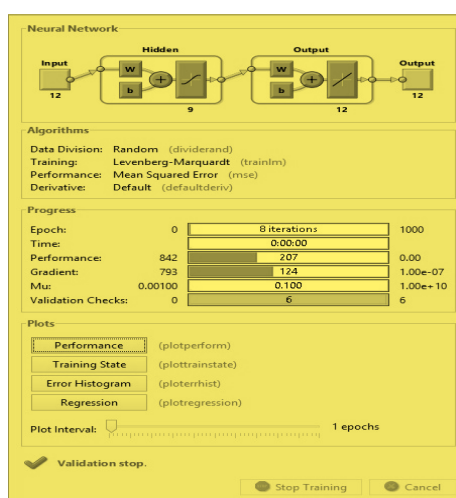 Neural Network
Hidden
Output
Input
W
b
+
W
b
+
Output
12
9
12
12
Algorithms
Data Division: Random (dividerand)
Training: Levenberg-Marquardt (trainlm)
Performance: Mean Squared Error (mse)
Derivative: Default (defaultderiv)
Progress
Epoch: 0 8 iterations 1000
Time: 0:00:00
Performance: 842 207 0.00
Gradient: 793 124 1.00e-07
Mu: 0.00100 0.100 1.00e+10
Validation Checks: 0 6 6
Plots
Performance (plotperform)
Training State (plottrainstate)
Error Histogram (ploterrhist)
Regression (plotregression)
Plot Interval: 1 epochs
Validation stop.
Stop Training Cancel